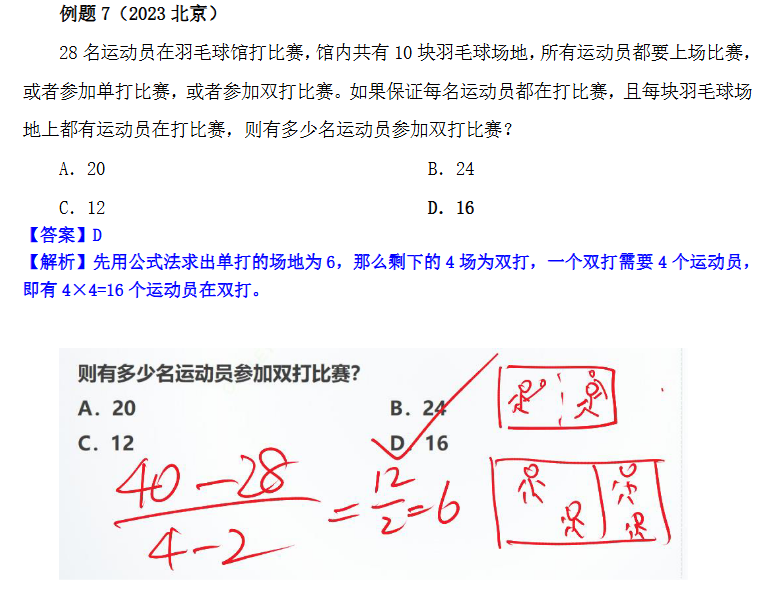 例题 7（2023 北京）
28 名运动员在羽毛球馆打比赛，馆内共有 10 块羽毛球场地，所有运动员都要上场比赛，
或者参加单打比赛，或者参加双打比赛。如果保证每名运动员都在打比赛，且每块羽毛球场
地上都有运动员在打比赛，则有多少名运动员参加双打比赛？
A．20 B．24
C．12 D．16
【答案】D
【解析】先用公式法求出单打的场地为 6，那么剩下的 4 场为双打，一个双打需要 4 个运动员，
即有 4×4=16 个运动员在双打。
则有多少名运动员参加双打比赛？
A．20 B．24
C．12 D．16
40－28 12
＝ ＝6
4－2 2